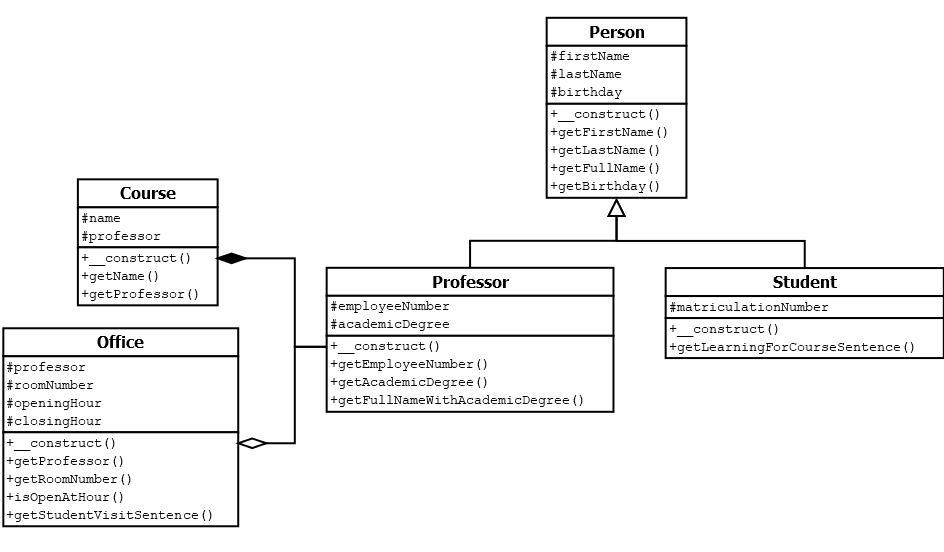 Person
#firstName
#lastName
#birthday
+__construct()
+getFirstName()
+getLastName()
+getFullName()
+getBirthday()
Course
#name
#professor
+__construct()
+getName()
+getProfessor()
Professor
#employeeNumber
#academicDegree
+__construct()
+getEmployeeNumber()
+getAcademicDegree()
+getFullNameWithAcademicDegree()
Student
#matriculationNumber
+__construct()
+getLearningForCourseSentence()
Office
#professor
#roomNumber
#openingHour
#closingHour
+__construct()
+getProfessor()
+getRoomNumber()
+isOpenAtHour()
+getStudentVisitSentence()